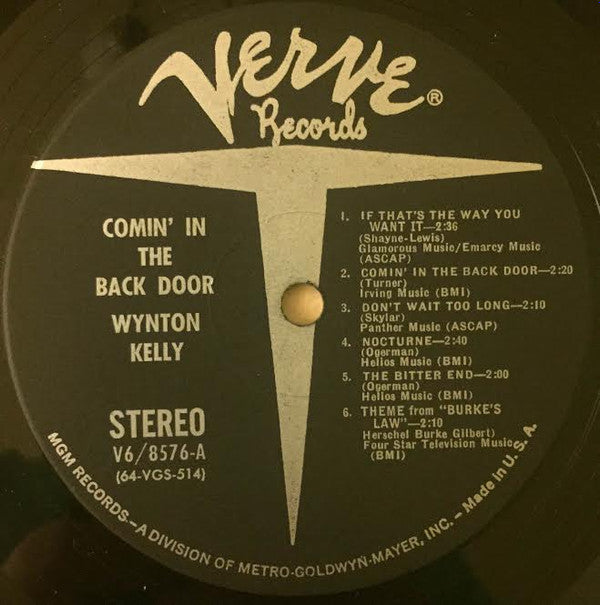 Verve®
Records
COMIN' IN
THE
BACK DOOR
WYNTON
KELLY
STEREO
V6/8576-A
(64-VGS-514)
1. IF THAT'S THE WAY YOU
WANT IT—2:36
(Shayne-Lewis)
Glamorous Music/Emarcy Music
(ASCAP)
2. COMIN' IN THE BACK DOOR—2:20
(Turner)
Irving Music (BMI)
3. DON'T WAIT TOO LONG—2:10
(Skylar)
Panther Music (ASCAP)
4. NOCTURNE—2:40
(Ogerman)
Helios Music (BMI)
5. THE BITTER END—2:00
(Ogerman)
Helios Music (BMI)
6. THEME from "BURKE'S
LAW"—2:10
Herschel Burke Gilbert)
Four Star Television Music
(BMI)
MGM RECORDS—A DIVISION OF METRO-GOLDWYN-MAYER, INC. — Made in U. S. A.